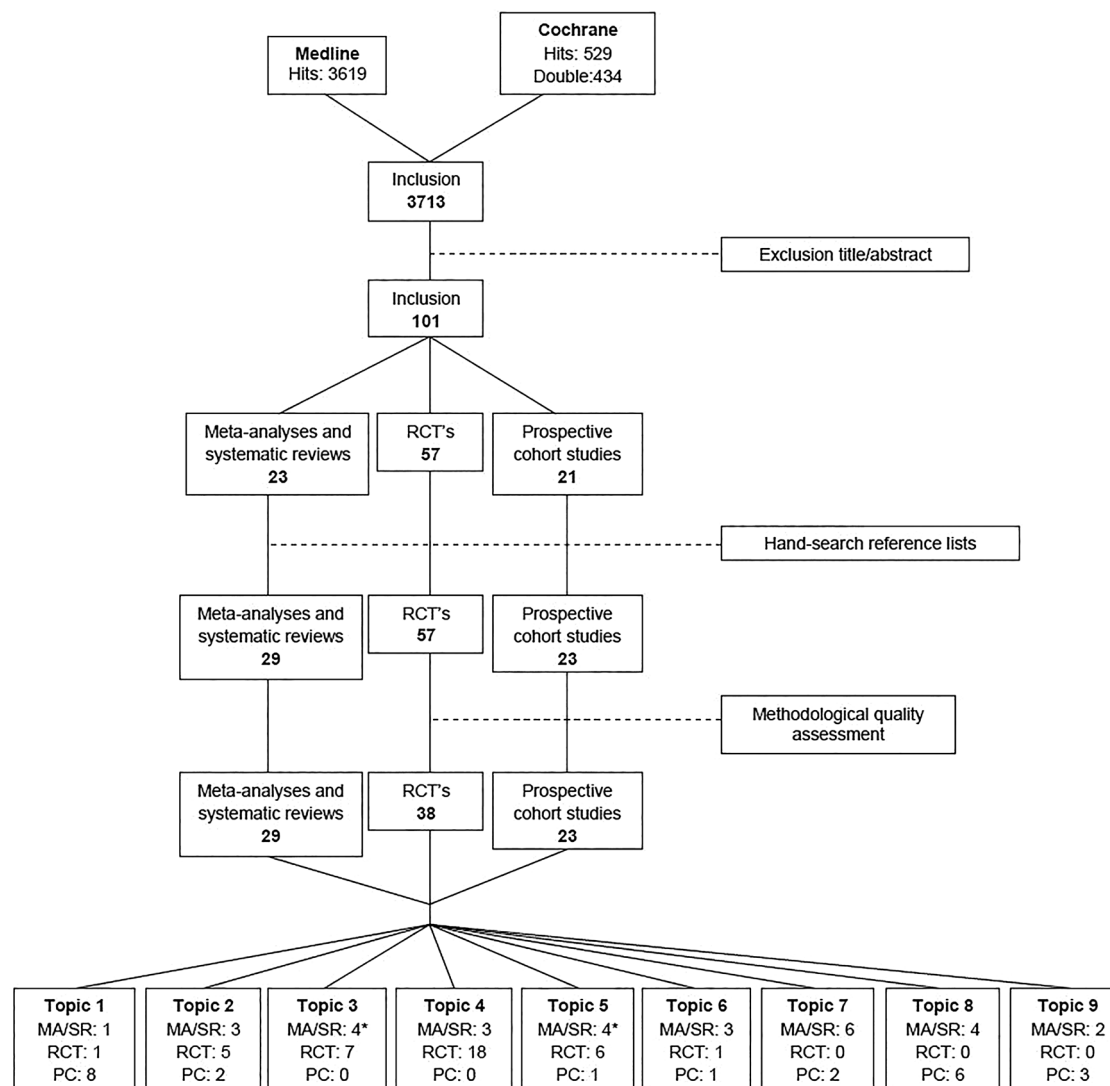 Medline
Hits: 3619
Cochrane
Hits: 529
Double:434
Inclusion
3713
Exclusion title/abstract
Inclusion
101
Meta-analyses and
systematic reviews
23
RCT's
57
Prospective
cohort studies
21
Hand-search reference lists
Meta-analyses and
systematic reviews
29
RCT's
57
Prospective
cohort studies
23
Methodological quality
assessment
Meta-analyses and
systematic reviews
29
RCT's
38
Prospective
cohort studies
23
Topic 1
MA/SR: 1
RCT: 1
PC: 8
Topic 2
MA/SR: 3
RCT: 5
PC: 2
Topic 3
MA/SR: 4*
RCT: 7
PC: 0
Topic 4
MA/SR: 3
RCT: 18
PC: 0
Topic 5
MA/SR: 4*
RCT: 6
PC: 1
Topic 6
MA/SR: 3
RCT: 1
PC: 1
Topic 7
MA/SR: 6
RCT: 0
PC: 2
Topic 8
MA/SR: 4
RCT: 0
PC: 6
Topic 9
MA/SR: 2
RCT: 0
PC: 3